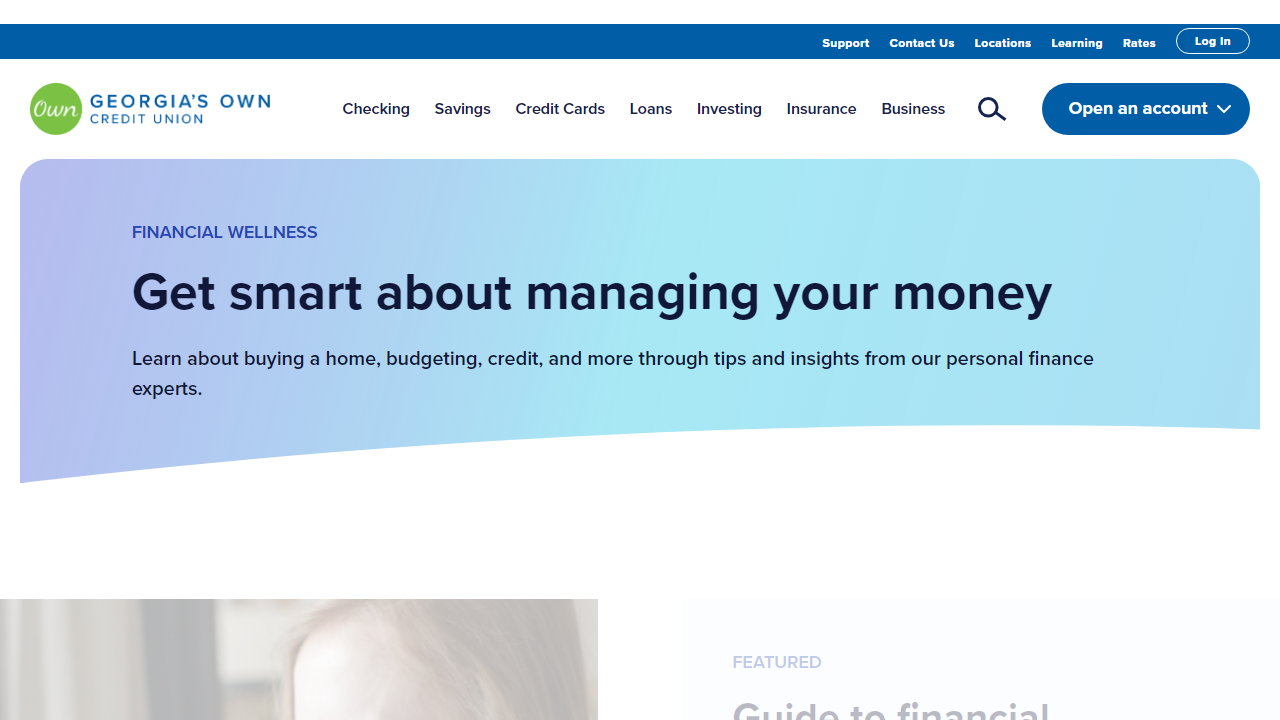 Support Contact Us Locations Learning Rates Log In
Own GEORGIA'S OWN
CREDIT UNION
Checking Savings Credit Cards Loans Investing Insurance Business Open an account
FINANCIAL WELLNESS
Get smart about managing your money
Learn about buying a home, budgeting, credit, and more through tips and insights from our personal finance
experts.
FEATURED
Guide to financial